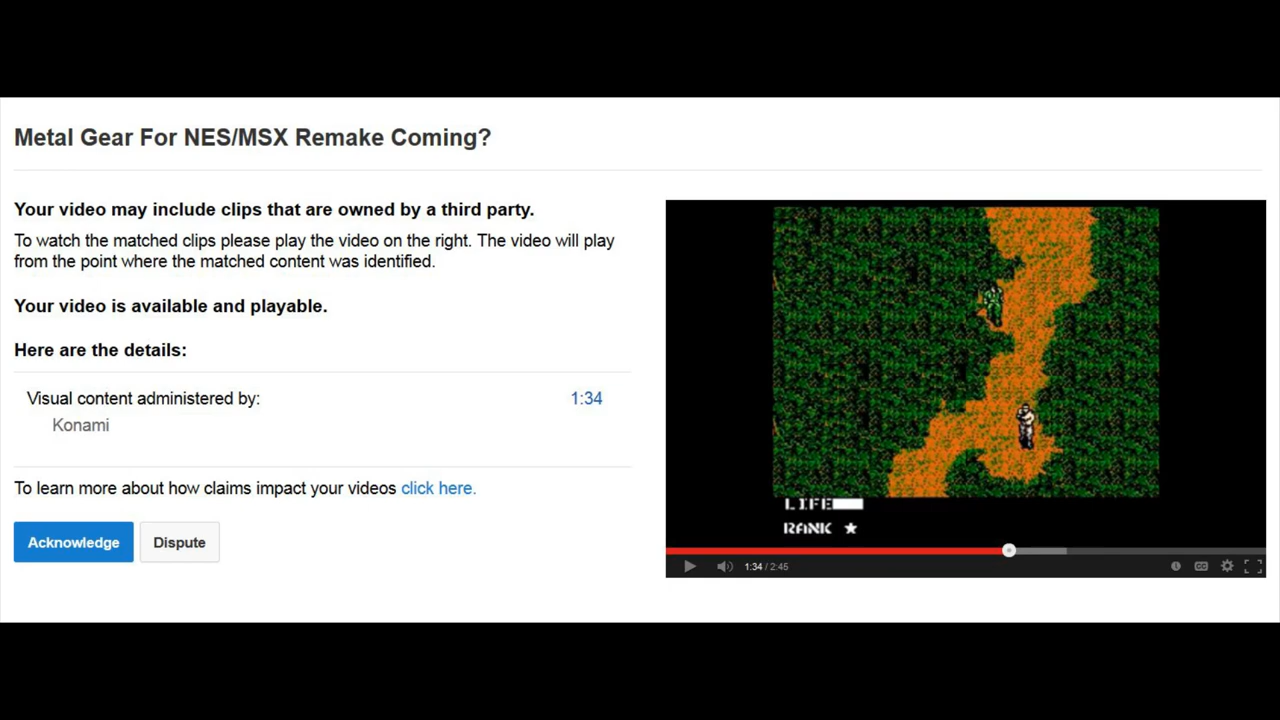 Metal Gear For NES/MSX Remake Coming?
Your video may include clips that are owned by a third party.
To watch the matched clips please play the video on the right. The video will play
from the point where the matched content was identified.
Your video is available and playable.
Here are the details:
Visual content administered by:
1:34
Konami
To learn more about how claims impact your videos click here.
Acknowledge
Dispute
LIFE
RANK ★
1:34 / 2:45
CC